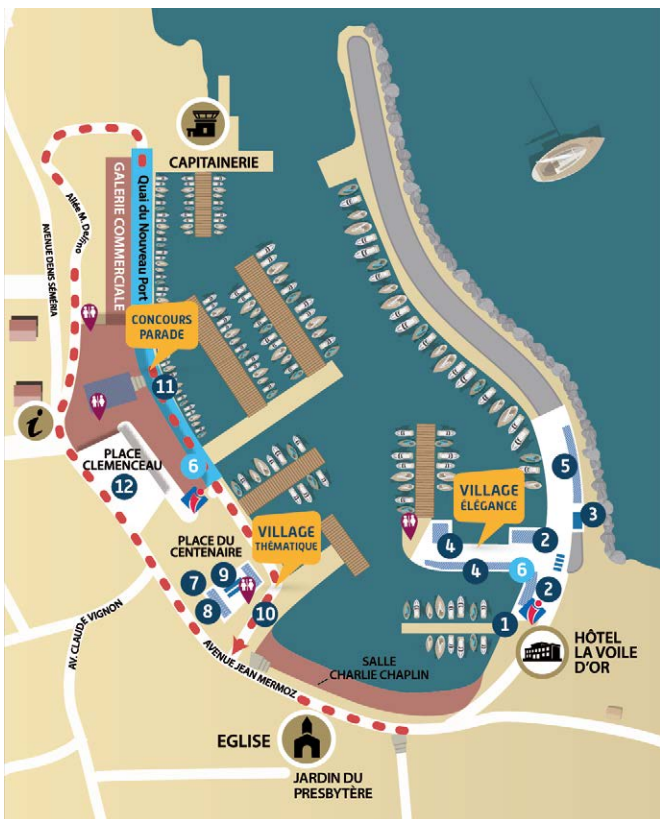 CAPITAINERIE
GALERIE COMMERCIALE
Quai du Nouveau Port
Allée M. Delino
AVENUE DENIS SÉMÉRIA
CONCOURS
PARADE
11
i
PLACE
CLEMENCEAU
12
6
5
VILLAGE
ÉLÉGANCE
3
4
2
4
6
2
1
PLACE DU
CENTENAIRE
VILLAGE
THÉMATIQUE
9
7
8
10
AV. CLAUDE VIGNON
AVENUE JEAN MERMOZ
SALLE
CHARLIE CHAPLIN
HÔTEL
LA VOILE
D'OR
EGLISE
JARDIN DU
PRESBYTÈRE